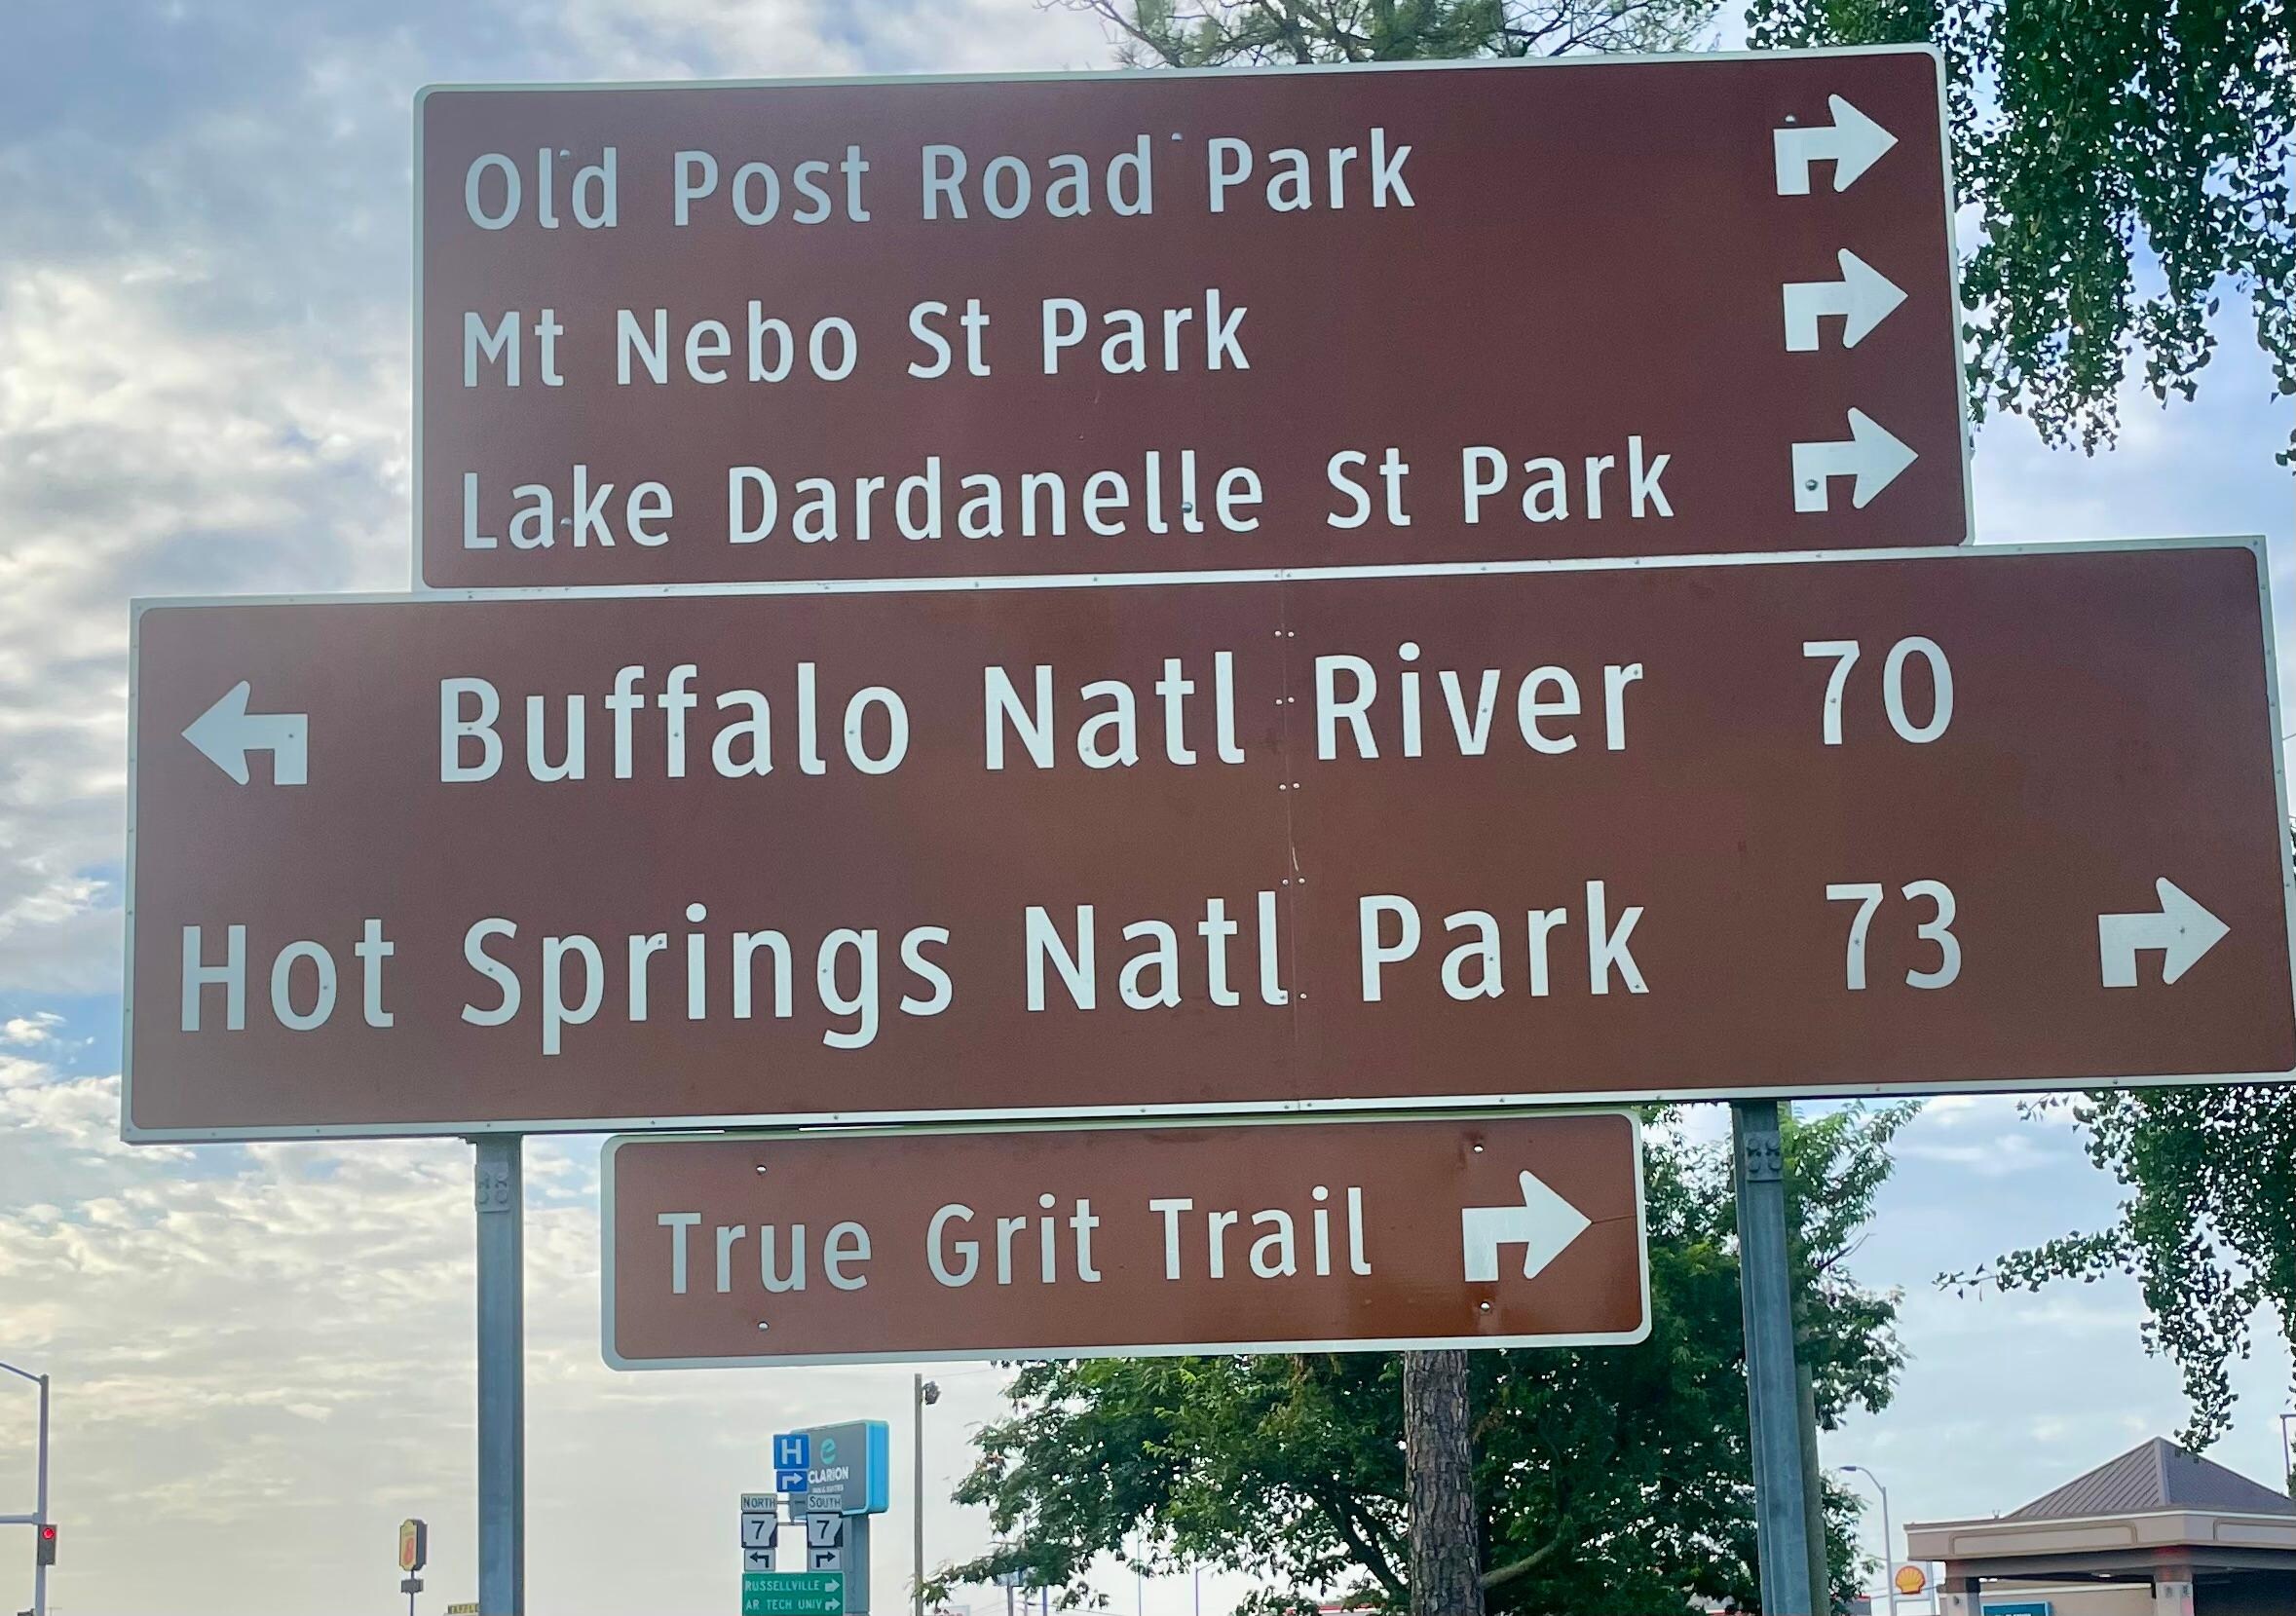 Old Post Road Park
Mt Nebo St Park
Lake Dardanelle St Park
Buffalo Natl River 70
Hot Springs Natl Park 73
True Grit Trail
H
CLARION
NORTH SOUTH
7 7
RUSSELLVILLE
AR TECH UNIV
8